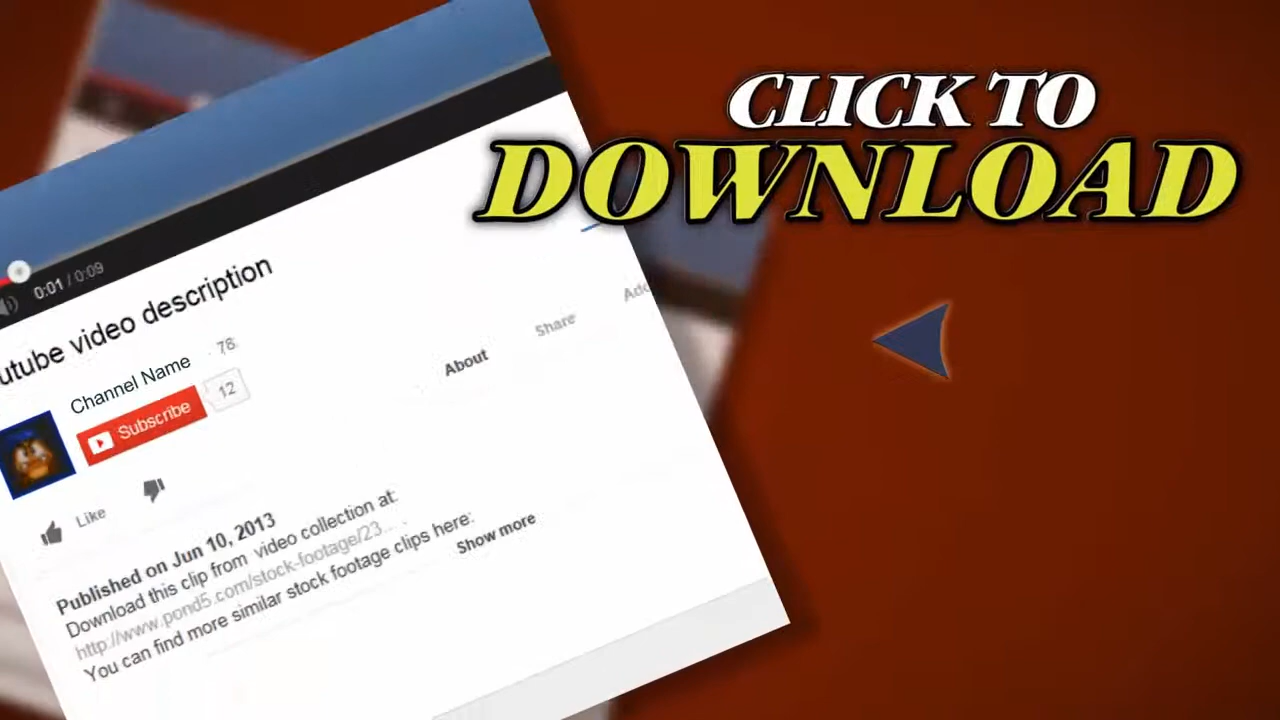 CLICK TO
DOWNLOAD
0:01 / 0:09
utube video description
Channel Name
78
Subscribe
12
About
Share
Add
Like
Published on Jun 10, 2013
Download this clip from video collection at:
http://www.pond5.com/stock-footage/23...
You can find more similar stock footage clips here:
Show more